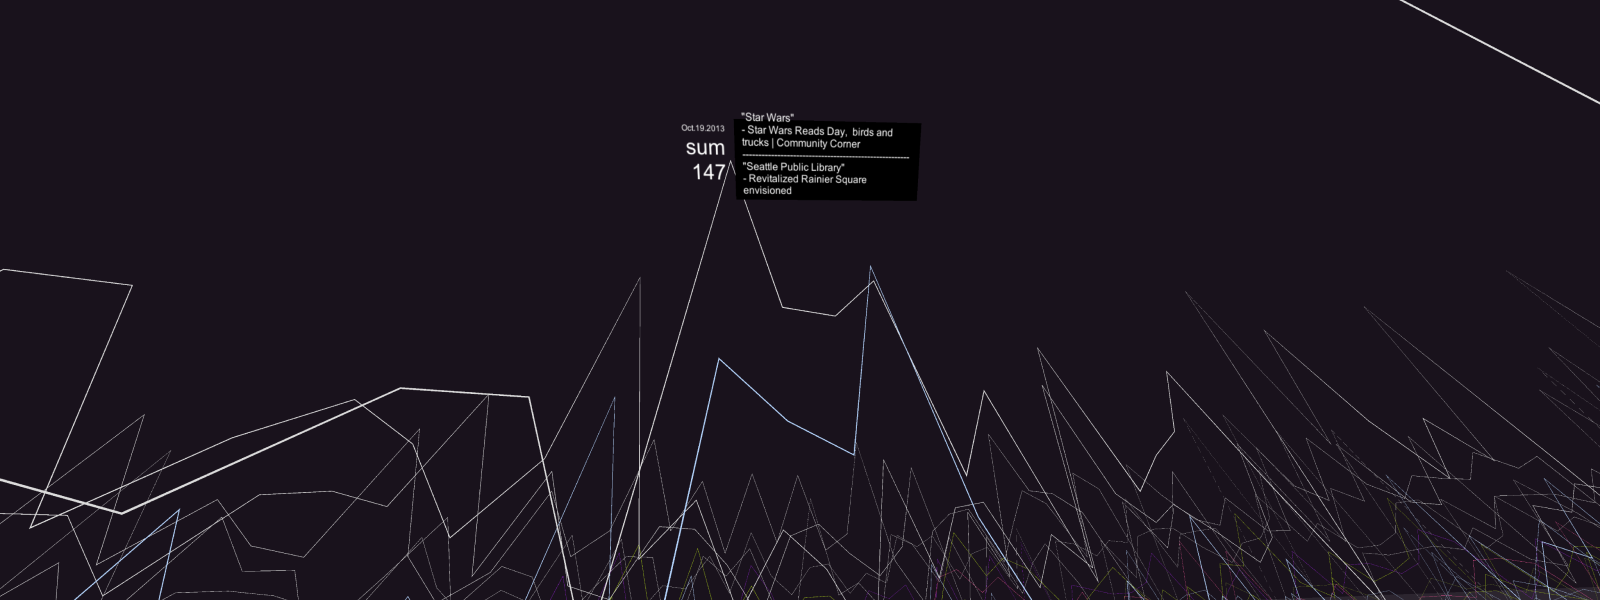 Oct.19.2013
sum
147
"Star Wars"
- Star Wars Reads Day,  birds and
trucks | Community Corner
------------------------------------------------------------
"Seattle Public Library"
- Revitalized Rainier Square
envisioned